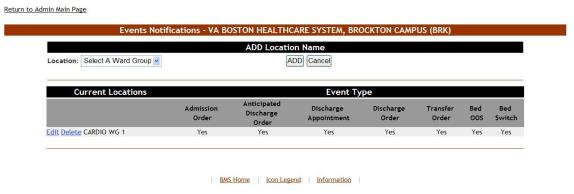 Return to Admin Main Page
Events Notifications - VA BOSTON HEALTHCARE SYSTEM, BROCKTON CAMPUS (BRK)
ADD Location Name
Location: Select A Ward Group ADD Cancel
Current Locations Event Type
Admission Order Anticipated Discharge Order Discharge Appointment Discharge Order Transfer Order Bed OOS Bed Switch
Edit Delete CARDIO WG 1 Yes Yes Yes Yes Yes Yes Yes
| BMS Home | Icon Legend | Information |